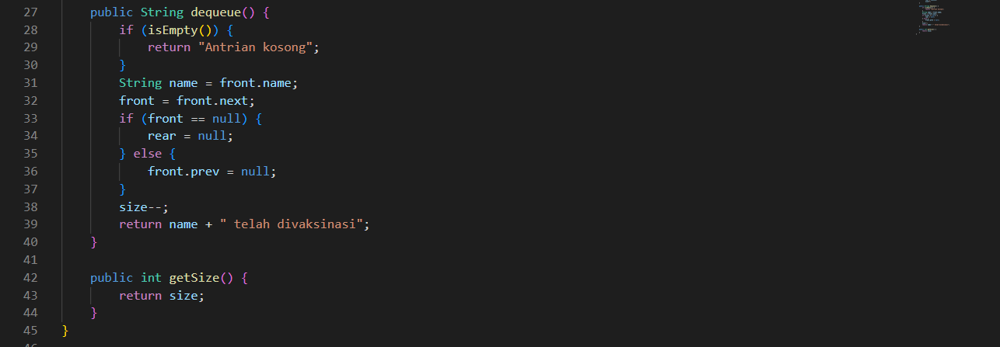 27 public String dequeue() {
28 if (isEmpty()) {
29 return "Antrian kosong";
30 }
31 String name = front.name;
32 front = front.next;
33 if (front == null) {
34 rear = null;
35 } else {
36 front.prev = null;
37 }
38 size--;
39 return name + " telah divaksinasi";
40 }
41
42 public int getSize() {
43 return size;
44 }
45 }